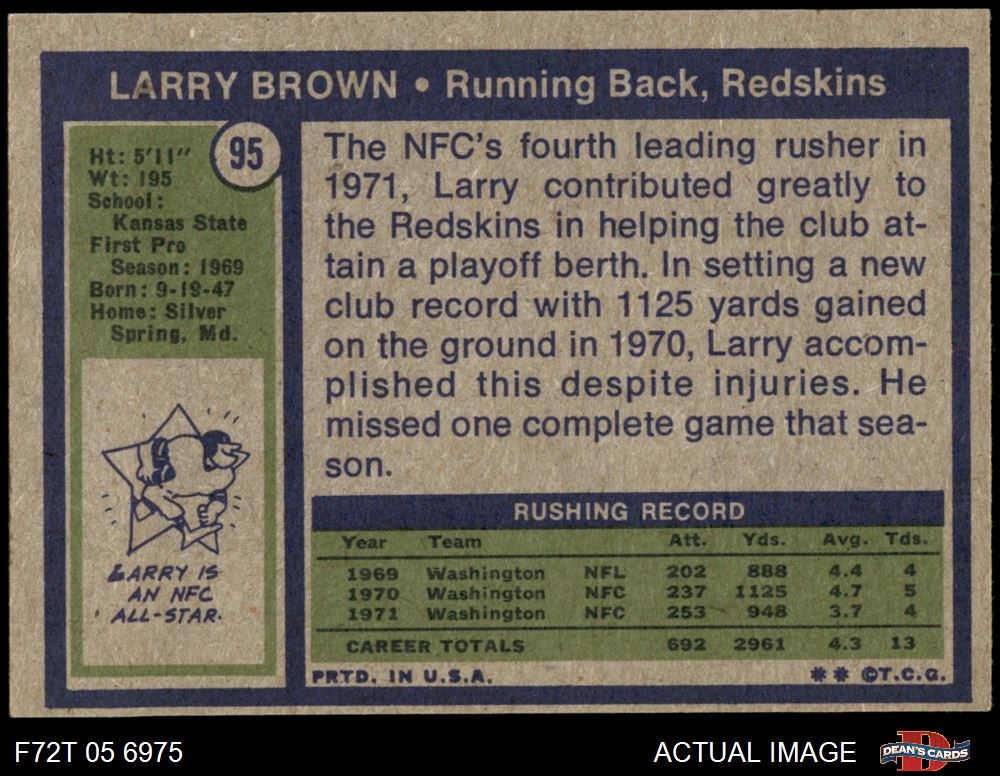 LARRY BROWN • Running Back, Redskins
95
Ht: 5'11"
Wt: 195
School:
Kansas State
First Pro
Season: 1969
Born: 9-19-47
Home: Silver
Spring, Md.
LARRY IS
AN NFC
ALL-STAR.
The NFC's fourth leading rusher in
1971, Larry contributed greatly to
the Redskins in helping the club at-
tain a playoff berth. In setting a new
club record with 1125 yards gained
on the ground in 1970, Larry accom-
plished this despite injuries. He
missed one complete game that sea-
son.
RUSHING RECORD
Year Team Att. Yds. Avg. Tds.
1969 Washington NFL 202 888 4.4 4
1970 Washington NFC 237 1125 4.7 5
1971 Washington NFC 253 948 3.7 4
CAREER TOTALS 692 2961 4.3 13
PRTD. IN U.S.A. ** ©T.C.G.
F72T 05 6975 ACTUAL IMAGE DEAN'S CARDS